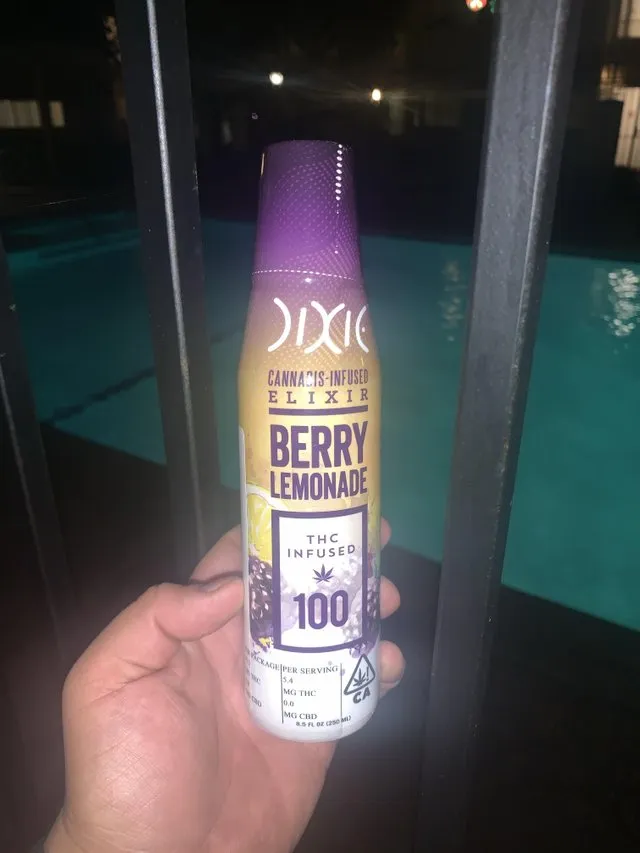 DIXIE
CANNABIS-INFUSED
ELIXIR
BERRY
LEMONADE
THC
INFUSED
100
PACKAGE PER SERVING
5.4
MG THC
0.0
MG CBD
8.5 FL OZ (250 ML)
CA